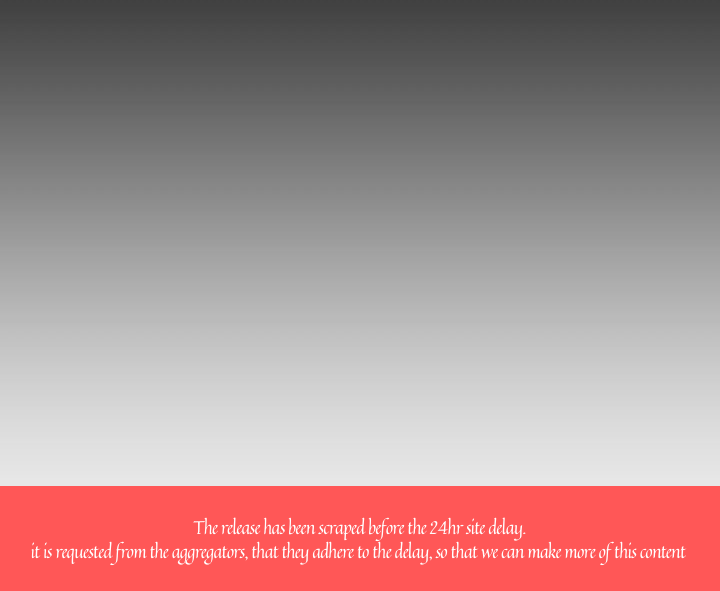 The release has been scraped before the 24hr site delay.
it is requested from the aggregators, that they adhere to the delay, so that we can make more of this content